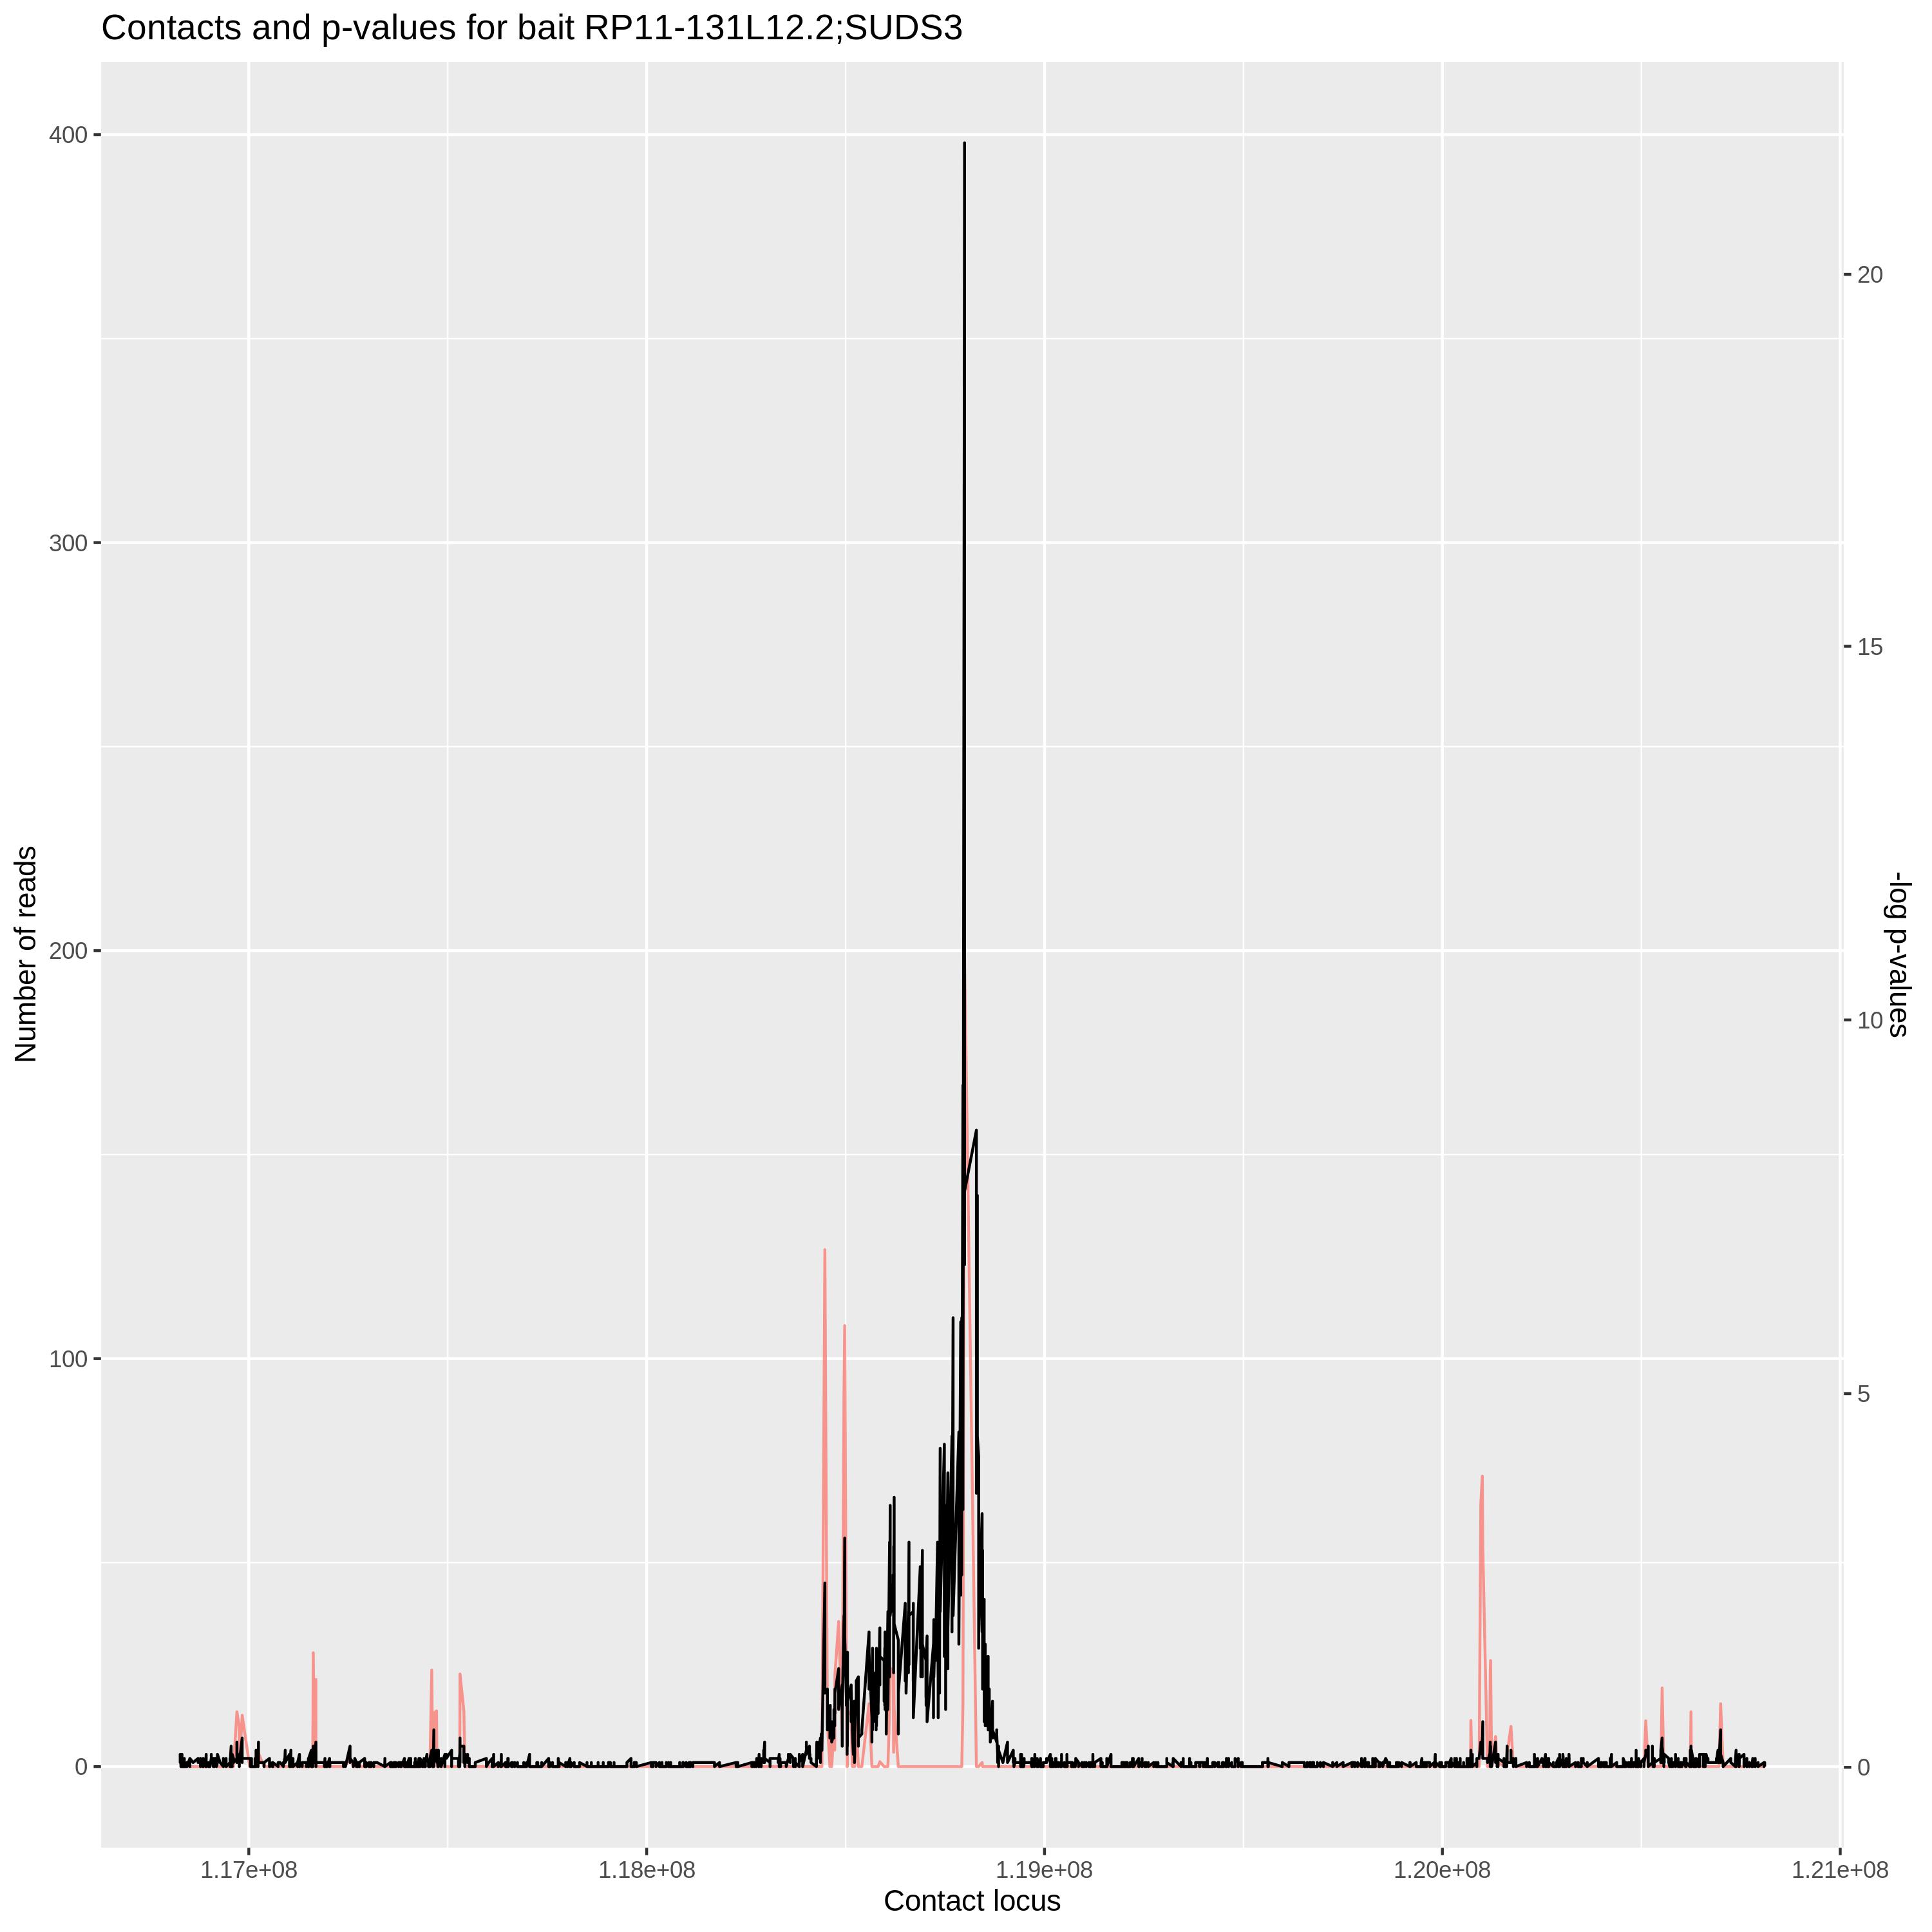 Contacts and p-values for bait RP11-131L12.2;SUDS3
400
300
200
100
0
Number of reads
20
15
10
5
0
-log p-values
1.17e+08
1.18e+08
1.19e+08
1.20e+08
1.21e+08
Contact locus